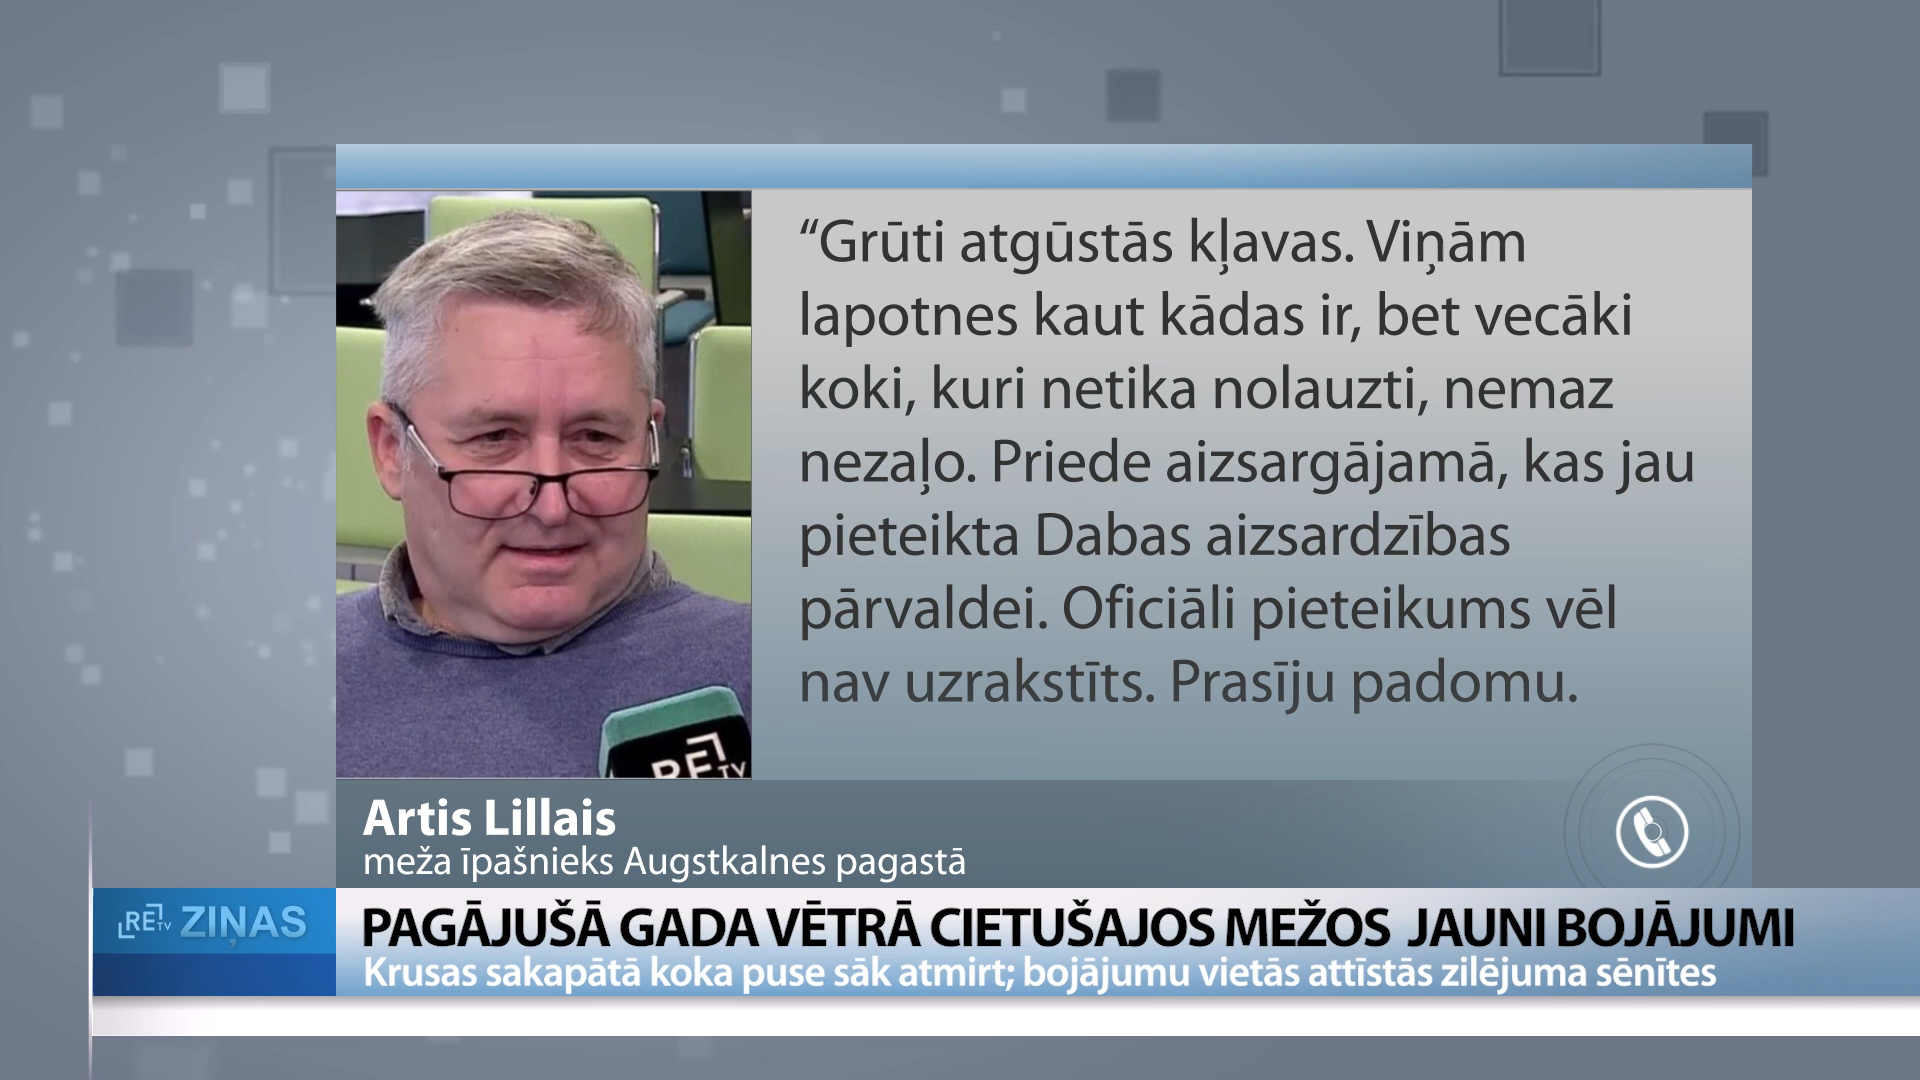 “Grūti atgūstās kļavas. Viņām
lapotnes kaut kādas ir, bet vecāki
koki, kuri netika nolauzti, nemaz
nezaļo. Priede aizsargājamā, kas jau
pieteikta Dabas aizsardzības
pārvaldei. Oficiāli pieteikums vēl
nav uzrakstīts. Prasīju padomu.
RE TV
Artis Lillais
meža īpašnieks Augstkalnes pagastā
RE TV ZIŅAS
PAGĀJUŠĀ GADA VĒTRĀ CIETUŠAJOS MEŽOS JAUNI BOJĀJUMI
Krusas sakapātā koka puse sāk atmirt; bojājumu vietās attīstās zilējuma sēnītes